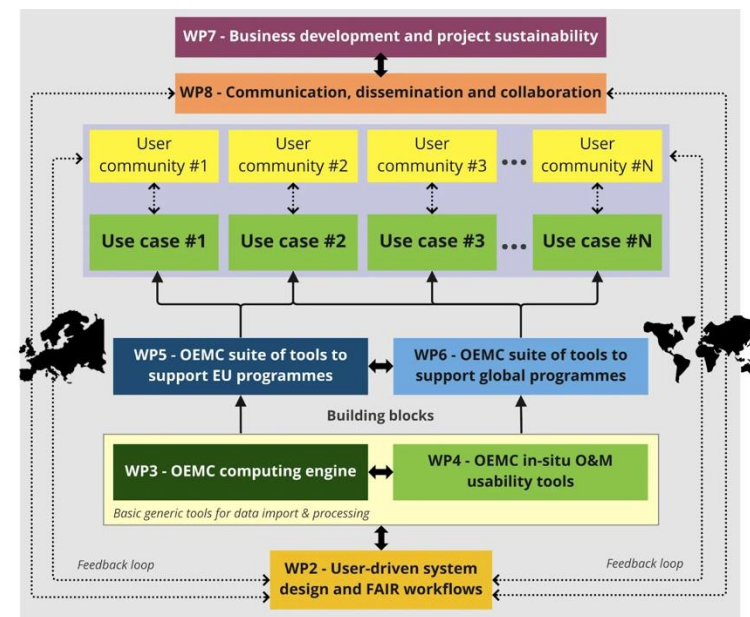 WP7 - Business development and project sustainability
WP8 - Communication, dissemination and collaboration
User
community #1
User
community #2
User
community #3
...
User
community #N
Use case #1
Use case #2
Use case #3
...
Use case #N
WP5 - OEMC suite of tools to
support EU programmes
WP6 - OEMC suite of tools to
support global programmes
Building blocks
WP3 - OEMC computing engine
WP4 - OEMC in-situ O&M
usability tools
Basic generic tools for data import & processing
Feedback loop
WP2 - User-driven system
design and FAIR workflows
Feedback loop